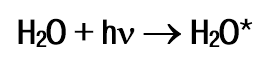 H₂O + hν → H₂O*